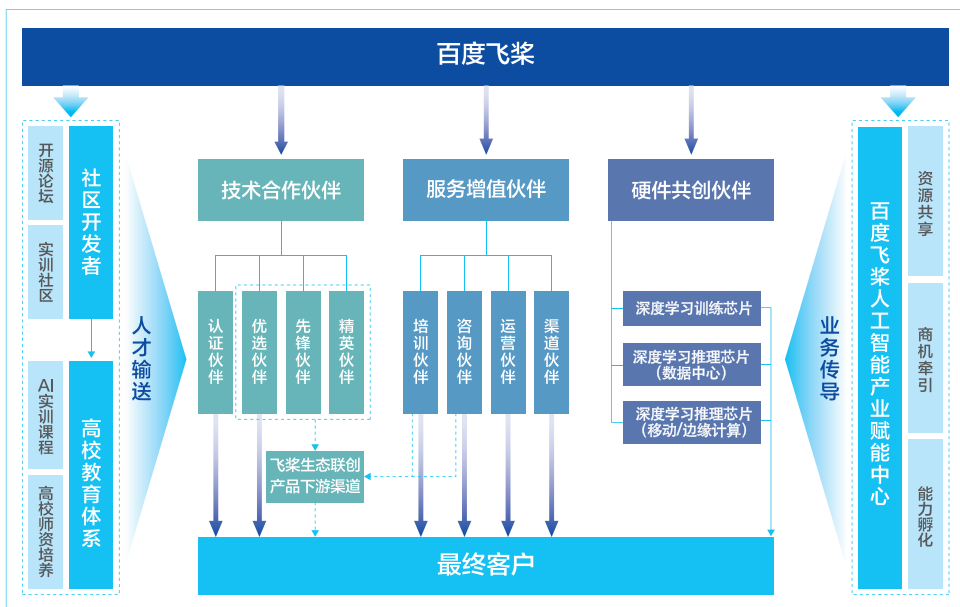 百度飞桨
开源论坛
实训社区
社区开发者
AI实训课程
高校师资培养
高校教育体系
人才输送
技术合作伙伴
认证伙伴
优选伙伴
先锋伙伴
精英伙伴
飞桨生态联创
产品下游渠道
服务增值伙伴
培训伙伴
咨询伙伴
运营伙伴
渠道伙伴
硬件共创伙伴
深度学习训练芯片
深度学习推理芯片
（数据中心）
深度学习推理芯片
（移动/边缘计算）
业务传导
百度飞桨人工智能产业赋能中心
资源共享
商机牵引
能力孵化
最终客户